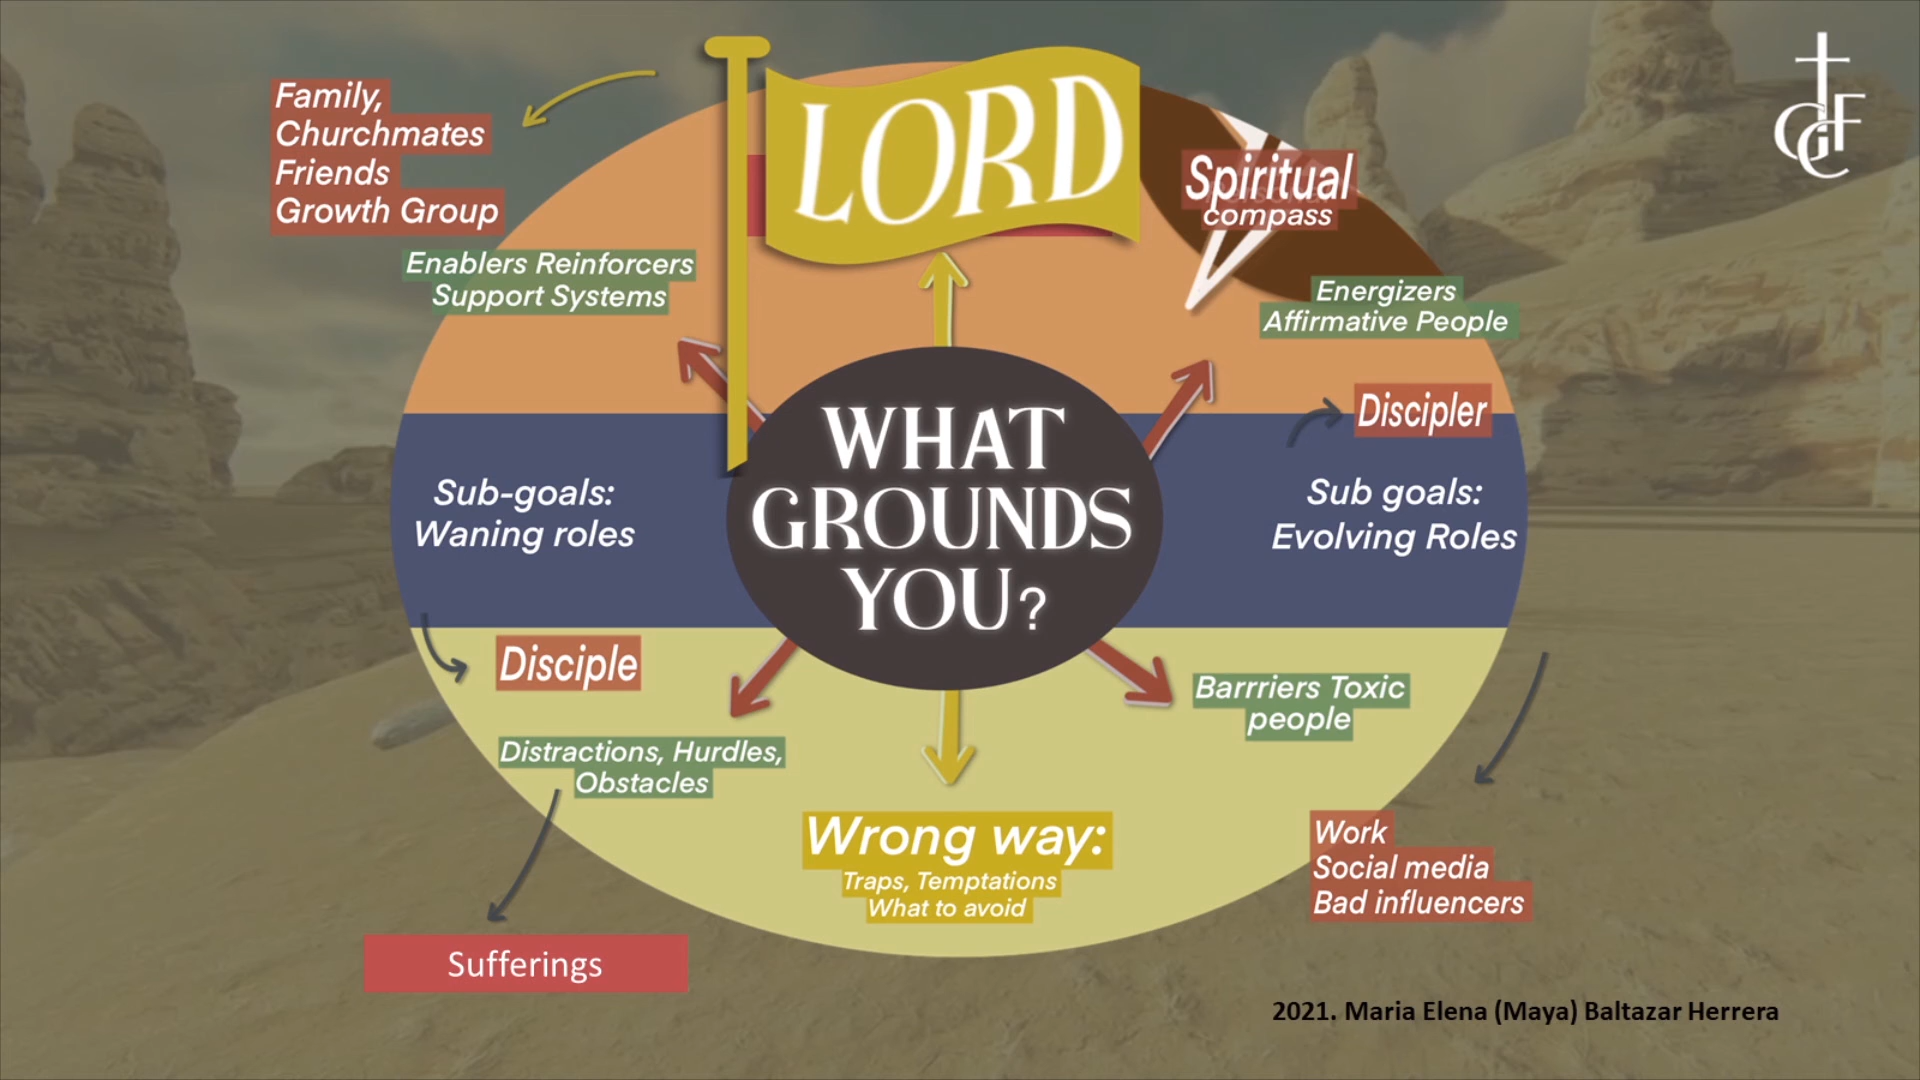 LORD
Family,
Churchmates
Friends
Growth Group
Spiritual
compass
Enablers Reinforcers
Support Systems
Energizers
Affirmative People
Discipler
WHAT
GROUNDS
YOU?
Sub-goals:
Waning roles
Sub goals:
Evolving Roles
Disciple
Barrriers Toxic
people
Distractions, Hurdles,
Obstacles
Wrong way:
Traps, Temptations
What to avoid
Work
Social media
Bad influencers
Sufferings
2021. Maria Elena (Maya) Baltazar Herrera